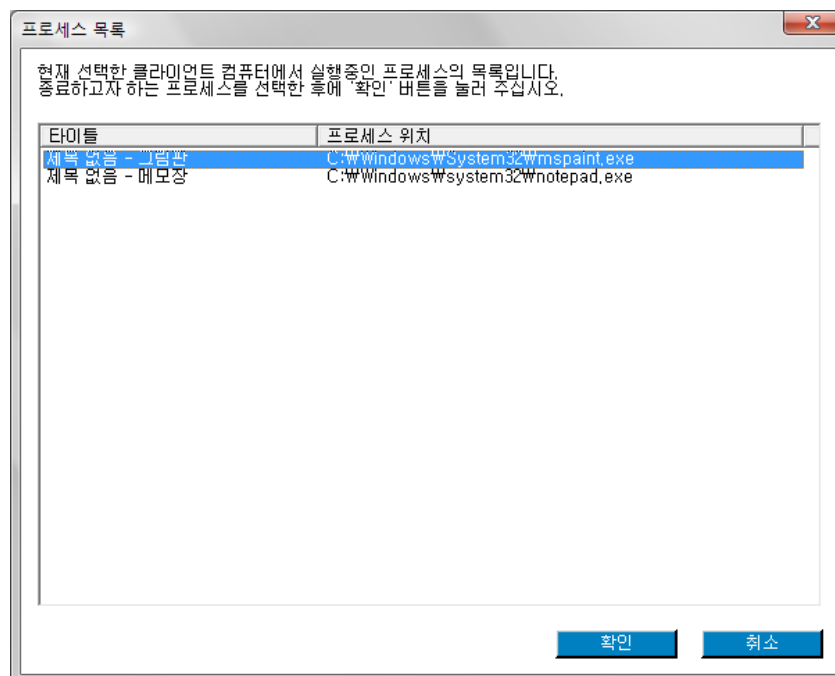 프로세스 목록
현재 선택한 클라이언트 컴퓨터에서 실행중인 프로세스의 목록입니다.
종료하고자 하는 프로세스를 선택한 후에 '확인' 버튼을 눌러 주십시오.
타이틀 프로세스 위치
제목 없음 - 그림판 C:₩Windows₩System32₩mspaint.exe
제목 없음 - 메모장 C:₩Windows₩system32₩notepad.exe
확인 취소